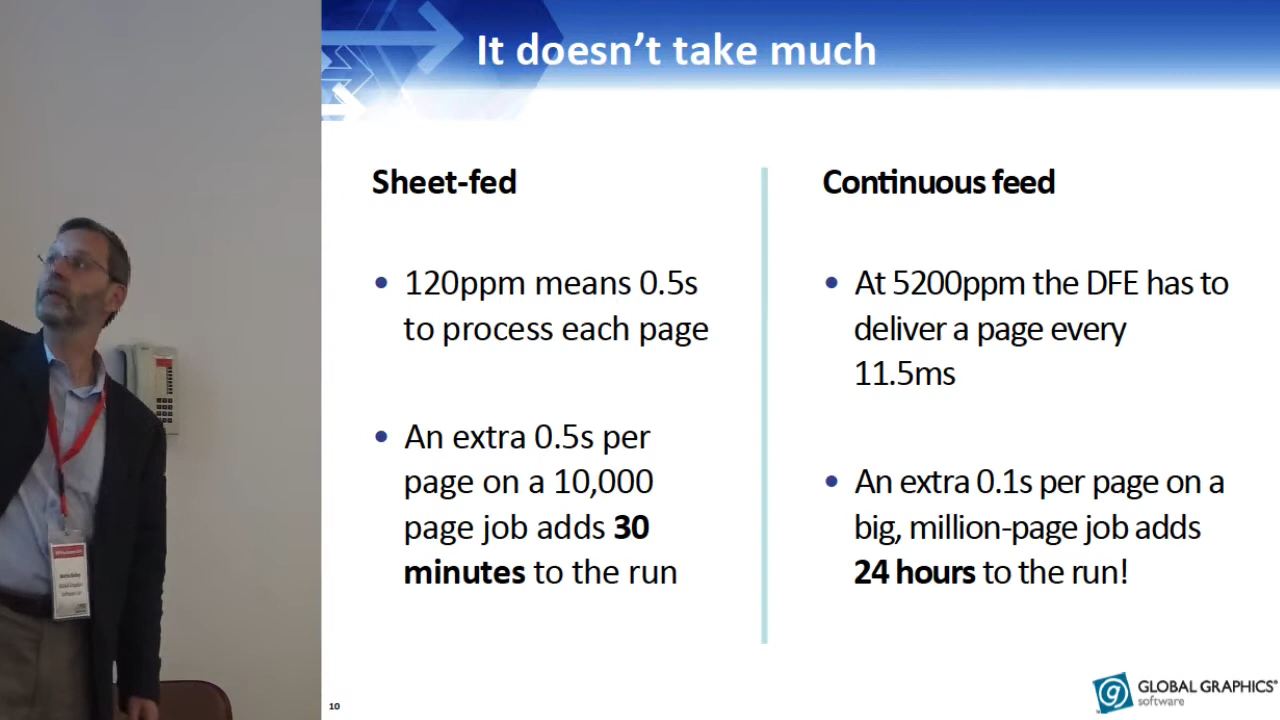 It doesn't take much
Sheet-fed
120ppm means 0.5s
to process each page
An extra 0.5s per
page on a 10,000
page job adds 30
minutes to the run
Continuous feed
At 5200ppm the DFE has to
deliver a page every
11.5ms
An extra 0.1s per page on a
big, million-page job adds
24 hours to the run!
10
GLOBAL GRAPHICS®
software